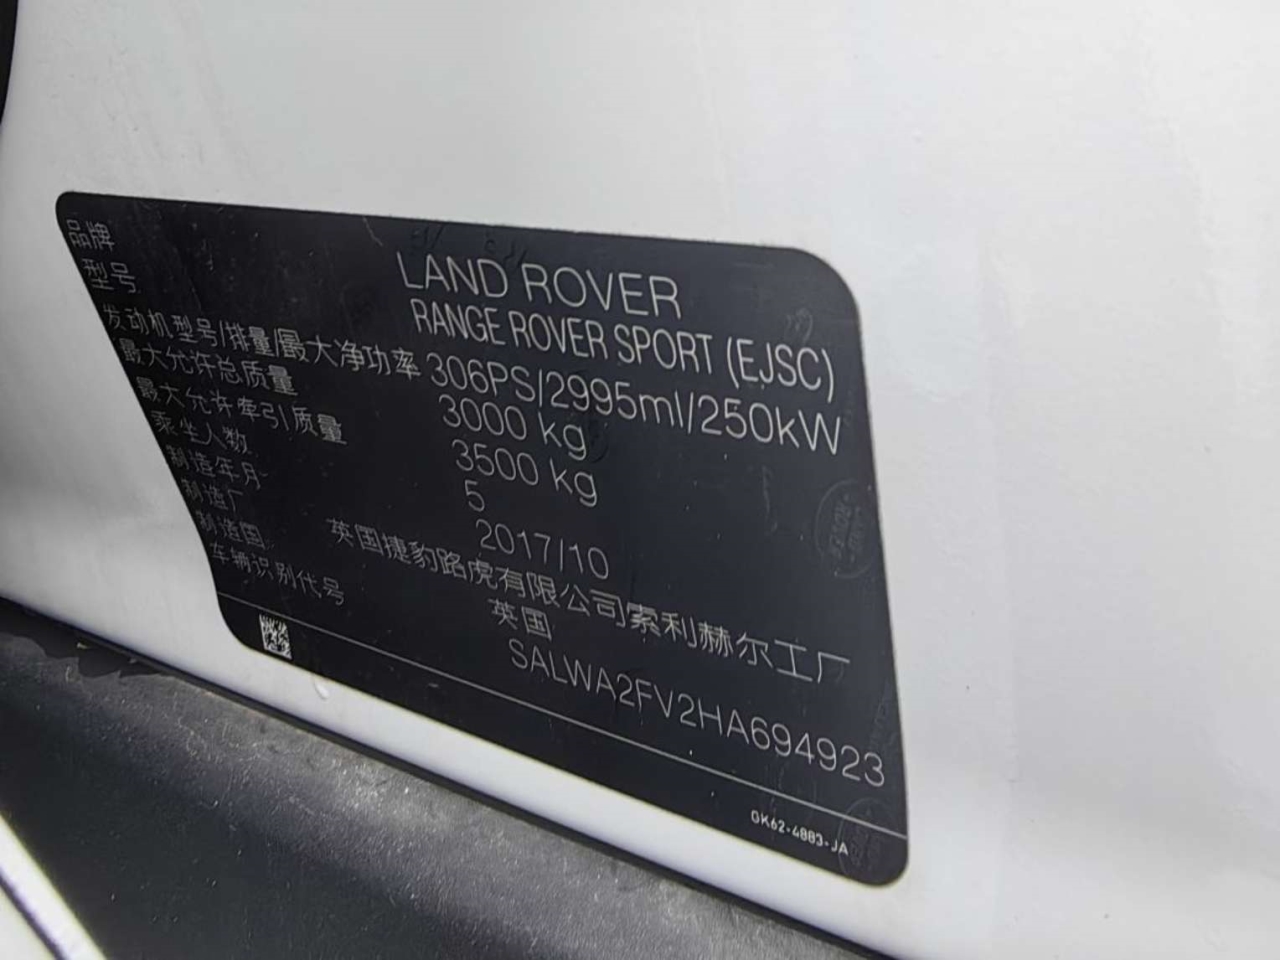 品牌 LAND ROVER
型号 RANGE ROVER SPORT (EJSC)
发动机型号/排量/最大净功率 306PS/2995ml/250kW
最大允许总质量 3000 kg
最大允许牵引质量 3500 kg
乘坐人数 5
制造年月 2017/10
制造厂 英国捷豹路虎有限公司索利赫尔工厂
制造国 英国
车辆识别代号 SALWA2FV2HA694923
GK62-4883-JA